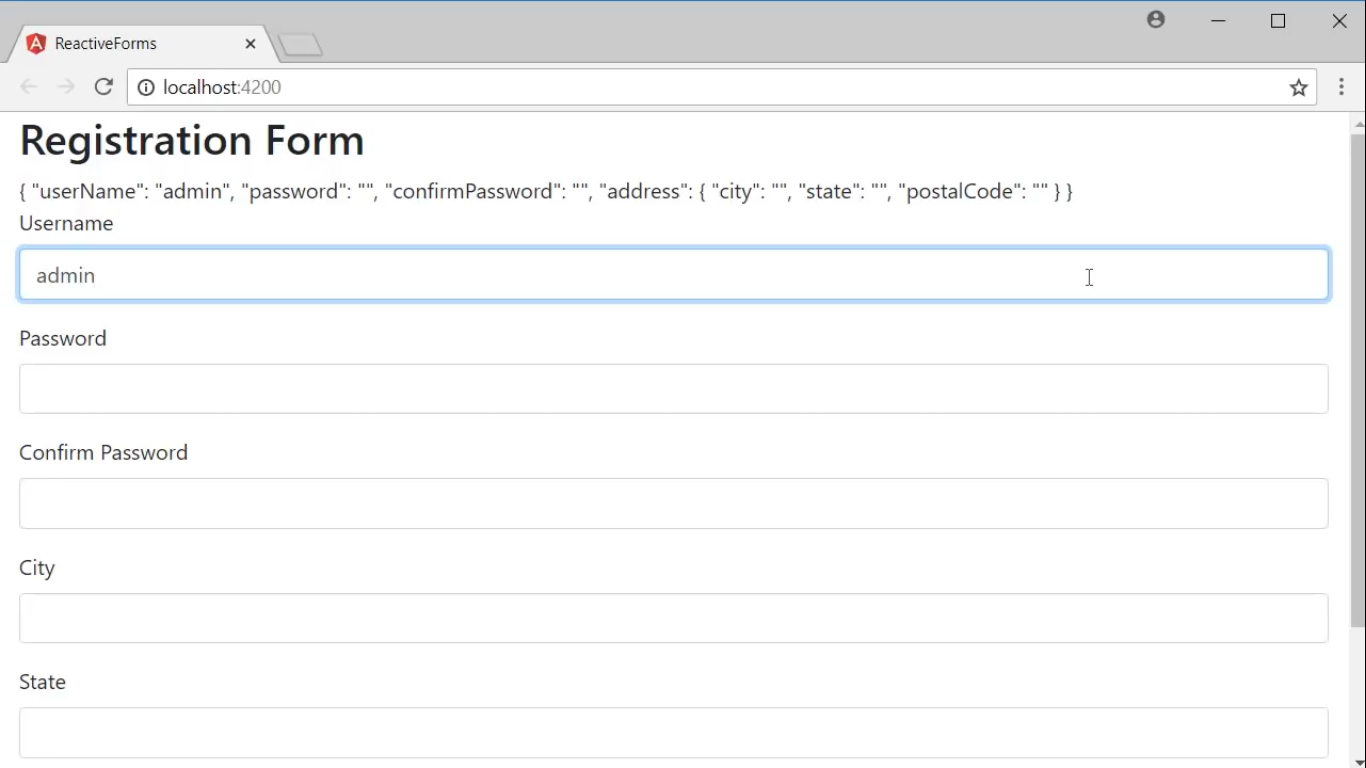 ReactiveForms
localhost:4200
Registration Form
{ "userName": "admin", "password": "", "confirmPassword": "", "address": { "city": "", "state": "", "postalCode": "" } }
Username
admin
Password
Confirm Password
City
State